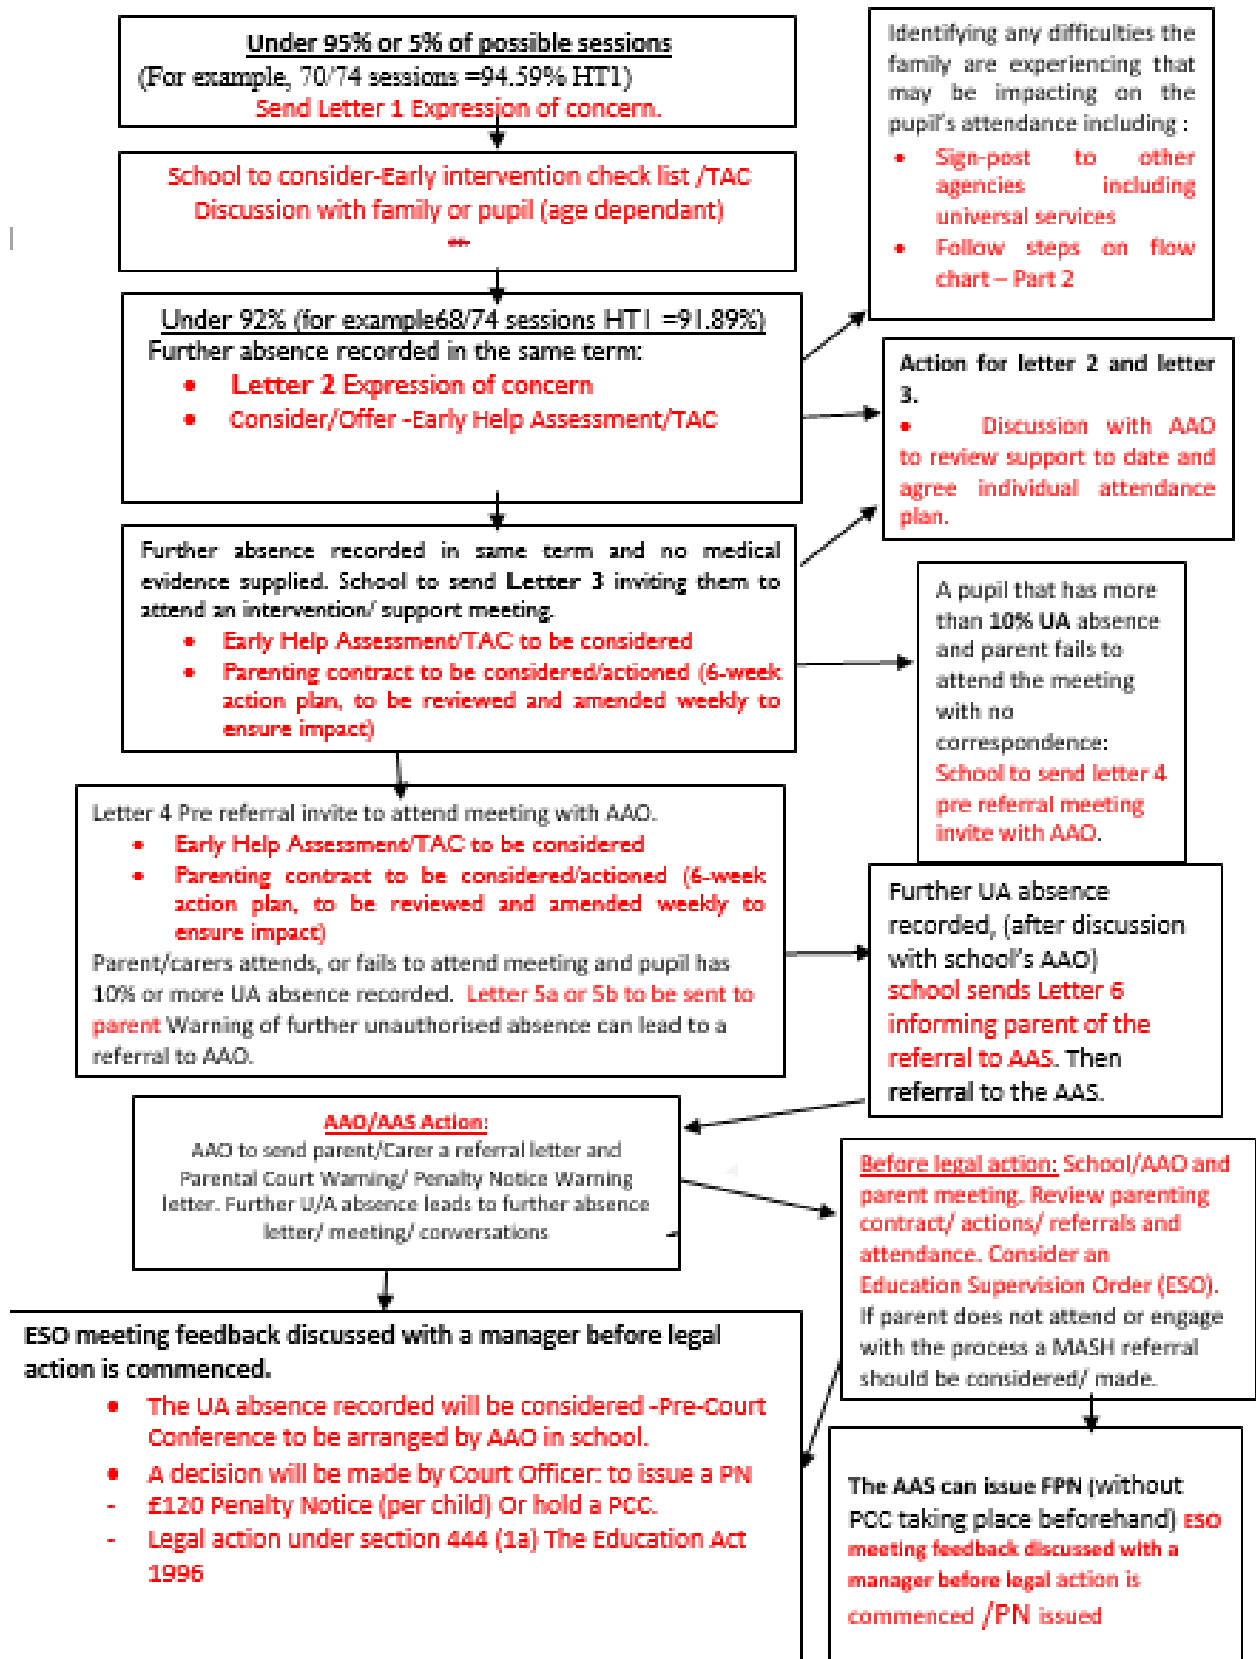 Under 95% or 5% of possible sessions
(For example, 70/74 sessions =94.59% HT1)
Send Letter 1 Expression of concern.
School to consider-Early intervention check list /TAC
Discussion with family or pupil (age dependant)
Under 92% (for example68/74 sessions HT1 =91.89%)
Further absence recorded in the same term:
• Letter 2 Expression of concern
• Consider/Offer -Early Help Assessment/TAC
Identifying any difficulties the
family are experiencing that
may be impacting on the
pupil's attendance including :
• Sign-post to other
agencies including
universal services
• Follow steps on flow
chart – Part 2
Action for letter 2 and letter
3.
• Discussion with AAO
to review support to date and
agree individual attendance
plan.
Further absence recorded in same term and no medical
evidence supplied. School to send Letter 3 inviting them to
attend an intervention/ support meeting.
• Early Help Assessment/TAC to be considered
• Parenting contract to be considered/actioned (6-week
action plan, to be reviewed and amended weekly to
ensure impact)
A pupil that has more
than 10% UA absence
and parent fails to
attend the meeting
with no
correspondence:
School to send letter 4
pre referral meeting
invite with AAO.
Letter 4 Pre referral invite to attend meeting with AAO.
• Early Help Assessment/TAC to be considered
• Parenting contract to be considered/actioned (6-week
action plan, to be reviewed and amended weekly to
ensure impact)
Parent/carers attends, or fails to attend meeting and pupil has
10% or more UA absence recorded. Letter 5a or 5b to be sent to
parent Warning of further unauthorised absence can lead to a
referral to AAO.
Further UA absence
recorded, (after discussion
with school's AAO)
school sends Letter 6
informing parent of the
referral to AAS. Then
referral to the AAS.
AAO/AAS Action:
AAO to send parent/Carer a referral letter and
Parental Court Warning/ Penalty Notice Warning
letter. Further U/A absence leads to further absence
letter/ meeting/ conversations
Before legal action: School/AAO and
parent meeting. Review parenting
contract/ actions/ referrals and
attendance. Consider an
Education Supervision Order (ESO).
If parent does not attend or engage
with the process a MASH referral
should be considered/ made.
ESO meeting feedback discussed with a manager before legal
action is commenced.
• The UA absence recorded will be considered -Pre-Court
Conference to be arranged by AAO in school.
• A decision will be made by Court Officer: to issue a PN
- £120 Penalty Notice (per child) Or hold a PCC.
- Legal action under section 444 (1a) The Education Act
1996
The AAS can issue FPN (without
PCC taking place beforehand) ESO
meeting feedback discussed with a
manager before legal action is
commenced /PN issued